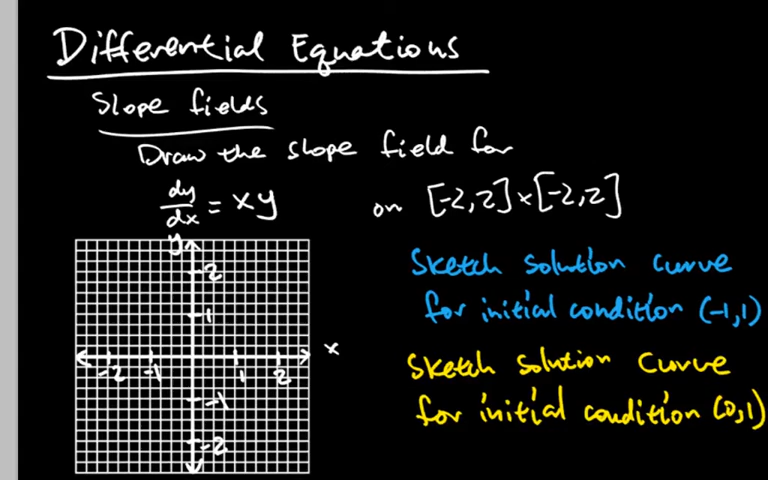 Differential Equations
Slope fields
Draw the slope field for
dy/dx = xy on [-2,2]×[-2,2]
y
2
1
x
-2 -1 1 2
-1
-2
Sketch solution curve
for initial condition (-1,1)
Sketch solution curve
for initial condition (0,1)